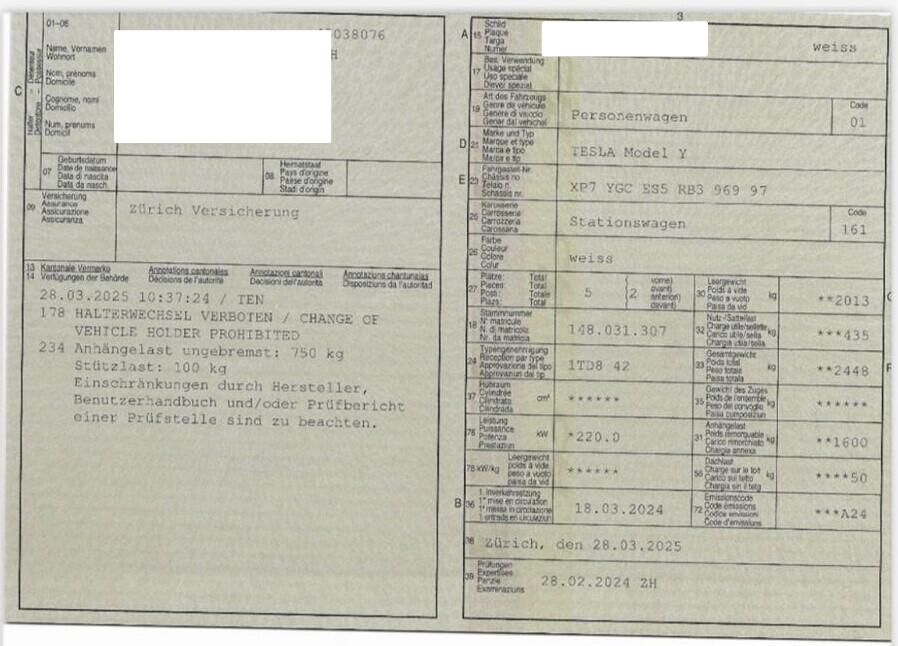 01-06
038076
H
C
Name, Vornamen
Wohnort
Nom, prénoms
Domicile
Cognome, nomi
Domicilio
Num, prenums
Domicil
07 Geburtsdatum
Date de naissance
Data di nascita
Data da nasch.
08 Heimatstaat
Pays d'origine
Paese d'origine
Stadi d'origin
09 Versicherung
Assurance
Assicurazione
Assicuranza
Zürich Versicherung
13 Kantonale Vermerke Annotations cantonales Annotazioni cantonali Annotaziuns chantunalas
14 Verfügungen der Behörde Décisions de l'autorité Decisioni dell'autorità Disposiziuns da l'autoritad
28.03.2025 10:37:24 / TEN
178 HALTERWECHSEL VERBOTEN / CHANGE OF
VEHICLE HOLDER PROHIBITED
234 Anhängelast ungebremst: 750 kg
Stützlast: 100 kg
Einschränkungen durch Hersteller,
Benutzerhandbuch und/oder Prüfbericht
einer Prüfstelle sind zu beachten.
3
A 15 Schild
Plaque
Targa
Numer
weiss
17 Bes. Verwendung
Usage spécial
Uso speciale
Diever spezial
19 Art des Fahrzeugs
Genre de véhicule
Genere di veicolo
Gener dal vehichel
Personenwagen
Code
01
D 21 Marke und Typ
Marque et type
Marca e tipo
Marca e tip
TESLA Model Y
E 23 Fahrgestell-Nr.
Châssis no
Telaio n.
Schassis nr.
XP7 YGC ES5 RB3 969 97
25 Karosserie
Carrosserie
Carrozzeria
Carossaria
Stationswagen
Code
161
26 Farbe
Couleur
Colore
Colur
weiss
27 Plätze: Total
Places: Total
Posti: Totale
Plazs: Total
5 (2 vorne)
avant)
anteriori)
davant)
30 Leergewicht
Poids à vide
Peso a vuoto
Paisa da vid
kg **2013
18 Stammnummer
N° matricule
N. di matricola
Nr. da matricla
148.031.307
32 Nutz-/Sattellast
Charge utile/sellette
Carico utile/sella
Chargia utila/sella
kg ***435
24 Typengenehmigung
Réception par type
Approvazione del tipo
Approvaziun dal tip
1TD8 42
33 Gesamtgewicht
Poids total
Peso totale
Paisa totala
kg **2448
37 Hubraum
Cylindrée
Cilindrata
Cilindrada
cm³ ******
35 Gewicht des Zuges
Poids de l'ensemble
Peso del convoglio
Paisa cumposiziun
kg ******
76 Leistung
Puissance
Potenza
Prestaziun
kW *220.0
31 Anhängelast
Poids remorquable
Carico rimorchiato
Chargia annexa
kg **1600
78 kW/kg Leergewicht
poids à vide
peso a vuoto
paisa da vid
******
55 Dachlast
Charge sur le toit
Carico sul tetto
Chargia sin il tetg
kg ****50
B 36 1. Inverkehrsetzung
1re mise en circulation
1a messa in circolazione
1. entrada en circulaziun
18.03.2024
72 Emissionscode
Code émissions
Codice emissioni
Code d'emissiuns
***A24
38 Zürich, den 28.03.2025
39 Prüfungen
Expertises
Perizie
Examinaziuns
28.02.2024 ZH